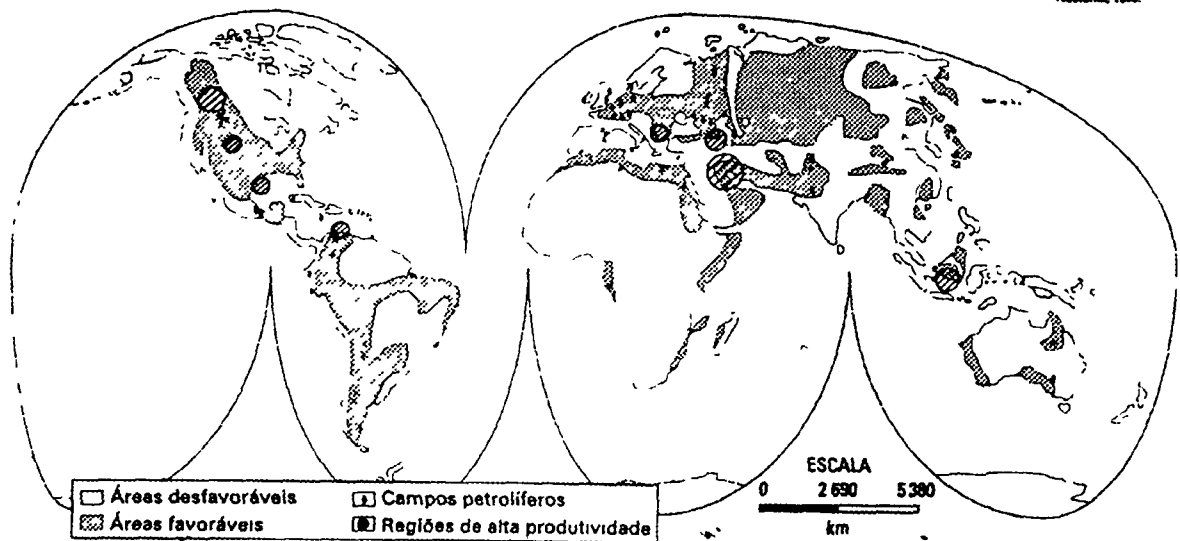 ESCALA
0 2 690 5 380
km
Áreas desfavoráveis
Campos petrolíferos
Áreas favoráveis
Regiões de alta produtividade